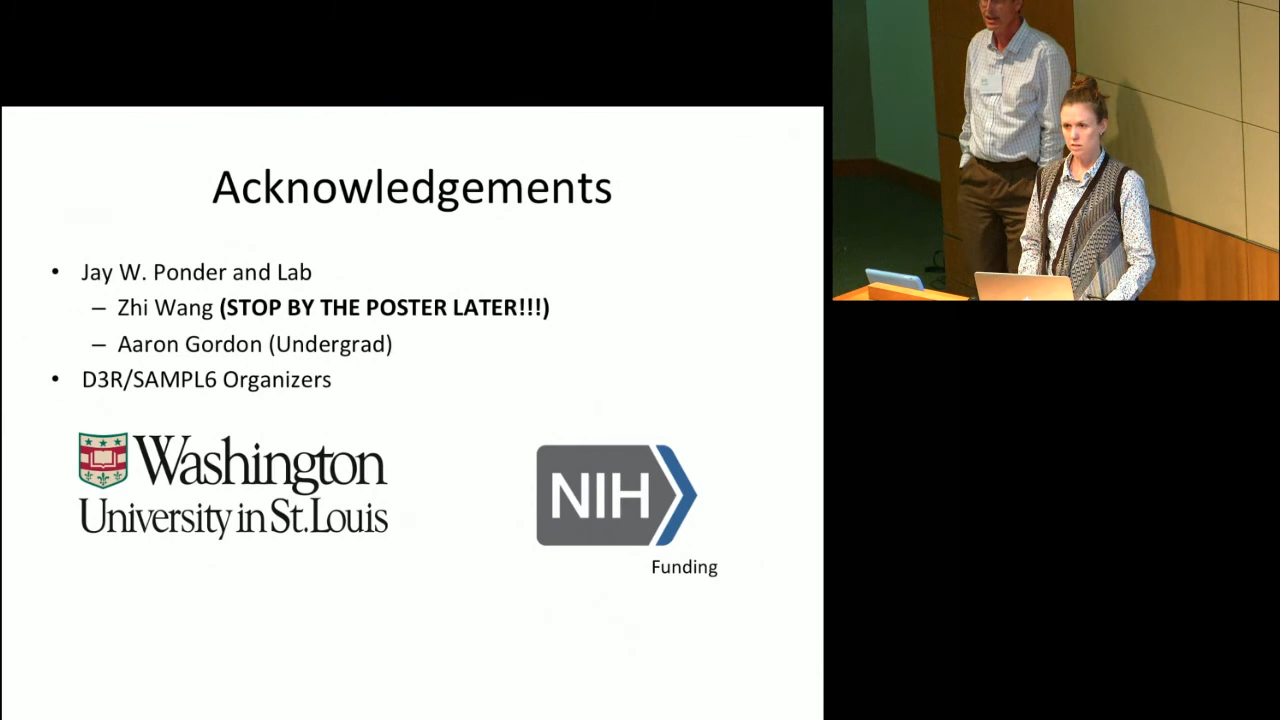 Acknowledgements
• Jay W. Ponder and Lab
– Zhi Wang (STOP BY THE POSTER LATER!!!)
– Aaron Gordon (Undergrad)
• D3R/SAMPL6 Organizers
Washington
University in St. Louis
NIH
Funding